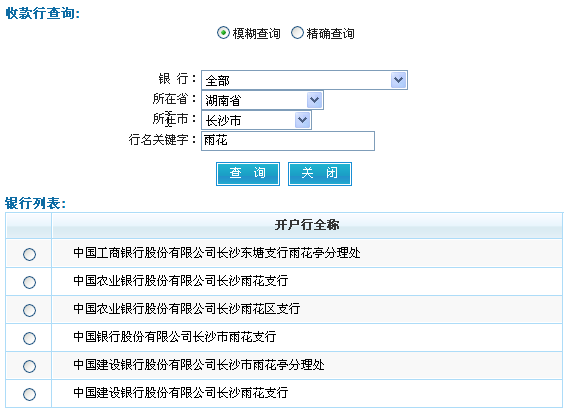 收款行查询:
模糊查询 精确查询
银 行： 全部
所在省： 湖南省
所在市： 长沙市
行名关键字： 雨花
查 询 关 闭
银行列表:
开户行全称
中国工商银行股份有限公司长沙东塘支行雨花亭分理处
中国农业银行股份有限公司长沙雨花支行
中国农业银行股份有限公司长沙雨花区支行
中国银行股份有限公司长沙市雨花支行
中国建设银行股份有限公司长沙市雨花亭分理处
中国建设银行股份有限公司长沙雨花支行